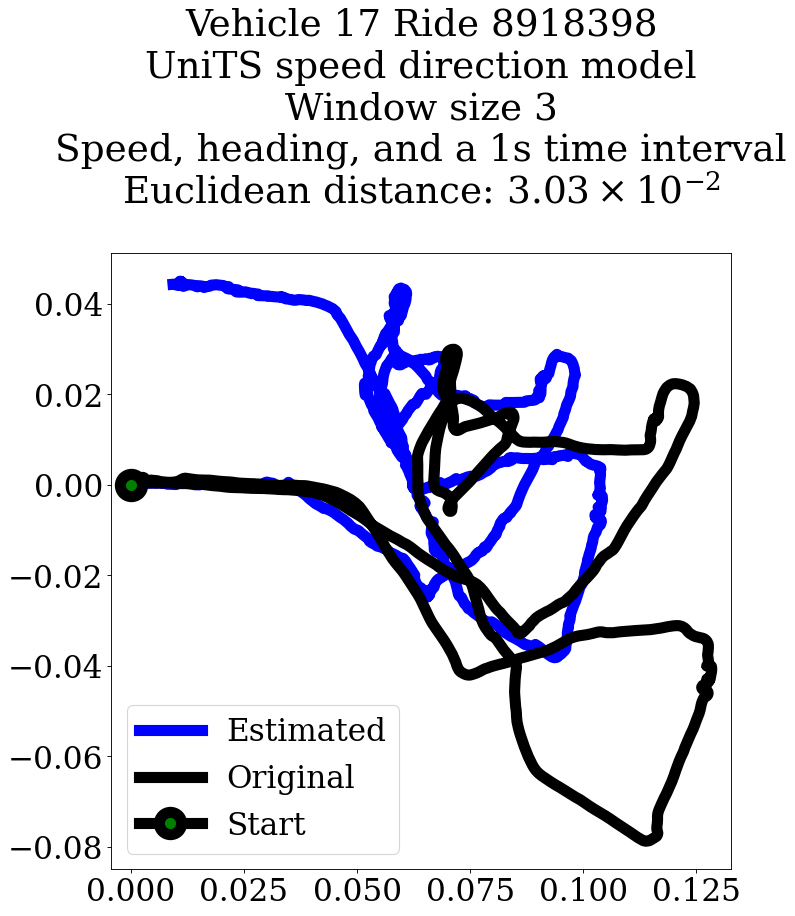 Vehicle 17 Ride 8918398
UniTS speed direction model
Window size 3
Speed, heading, and a 1s time interval
Euclidean distance: 3.03 × 10⁻²
0.04
0.02
0.00
−0.02
−0.04
−0.06
−0.08
Estimated
Original
Start
0.000 0.025 0.050 0.075 0.100 0.125